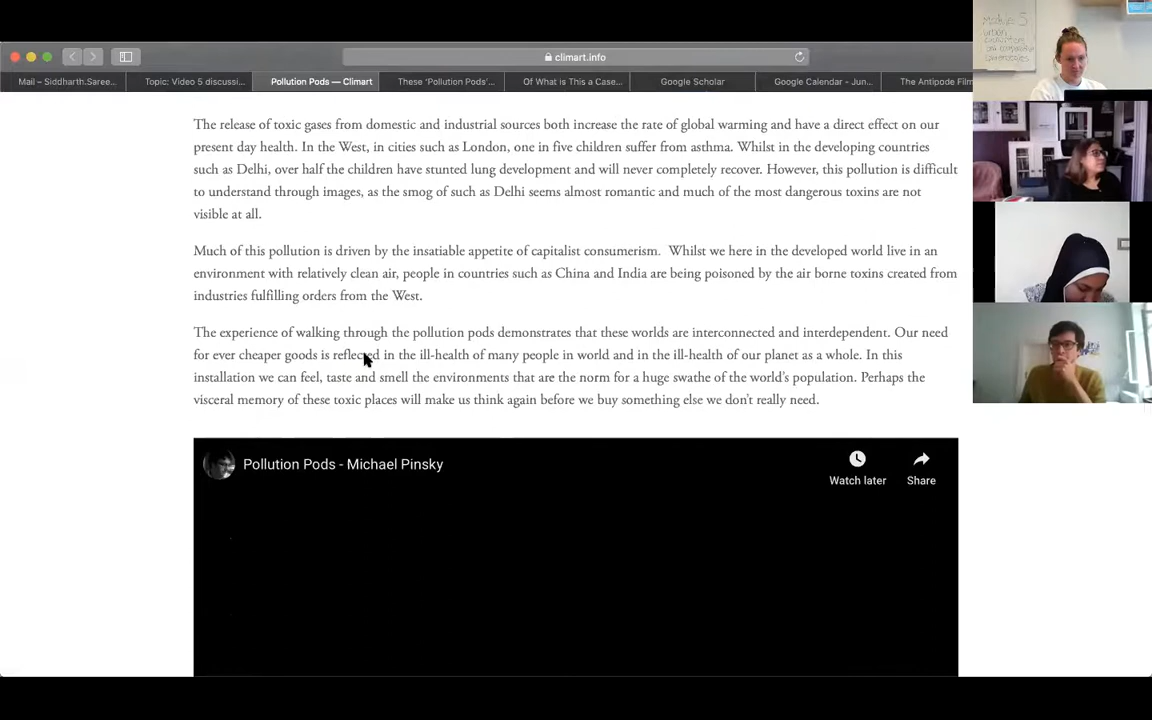 climart.info
Mail – Siddharth.Saree...
Topic: Video 5 discussi...
Pollution Pods — Climart
These 'Pollution Pods'...
Of What is This a Case...
Google Scholar
Google Calendar - Jun...
The Antipode Film
The release of toxic gases from domestic and industrial sources both increase the rate of global warming and have a direct effect on our
present day health. In the West, in cities such as London, one in five children suffer from asthma. Whilst in the developing countries
such as Delhi, over half the children have stunted lung development and will never completely recover. However, this pollution is difficult
to understand through images, as the smog of such as Delhi seems almost romantic and much of the most dangerous toxins are not
visible at all.
Much of this pollution is driven by the insatiable appetite of capitalist consumerism. Whilst we here in the developed world live in an
environment with relatively clean air, people in countries such as China and India are being poisoned by the air borne toxins created from
industries fulfilling orders from the West.
The experience of walking through the pollution pods demonstrates that these worlds are interconnected and interdependent. Our need
for ever cheaper goods is reflected in the ill-health of many people in world and in the ill-health of our planet as a whole. In this
installation we can feel, taste and smell the environments that are the norm for a huge swathe of the world's population. Perhaps the
visceral memory of these toxic places will make us think again before we buy something else we don't really need.
Pollution Pods - Michael Pinsky
Watch later
Share
Module 5